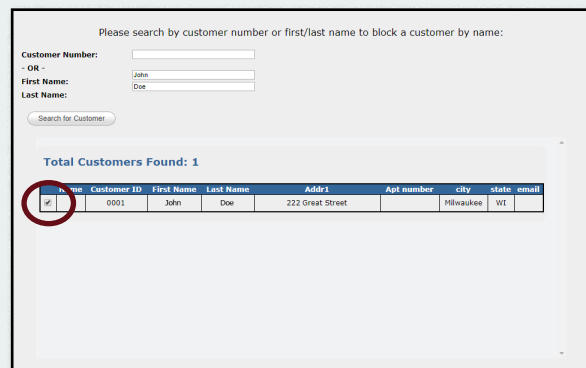 Please search by customer number or first/last name to block a customer by name:
Customer Number:
- OR -
First Name: John
Last Name: Doe
Search for Customer
Total Customers Found: 1
Name Customer ID First Name Last Name Addr1 Apt number city state email
0001 John Doe 222 Great Street Milwaukee WI